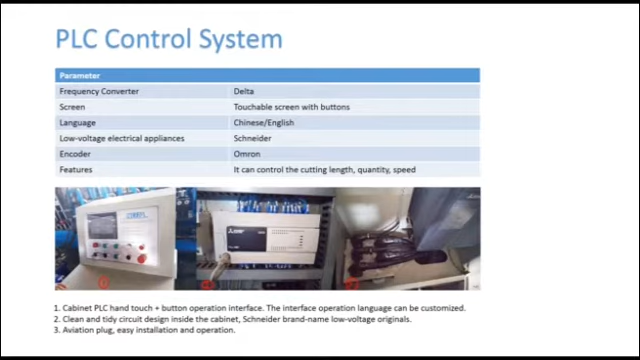 PLC Control System
Parameter
Frequency Converter Delta
Screen Touchable screen with buttons
Language Chinese/English
Low-voltage electrical appliances Schneider
Encoder Omron
Features It can control the cutting length, quantity, speed
1. Cabinet PLC hand touch + button operation interface. The interface operation language can be customized.
2. Clean and tidy circuit design inside the cabinet, Schneider brand-name low-voltage originals.
3. Aviation plug, easy installation and operation.